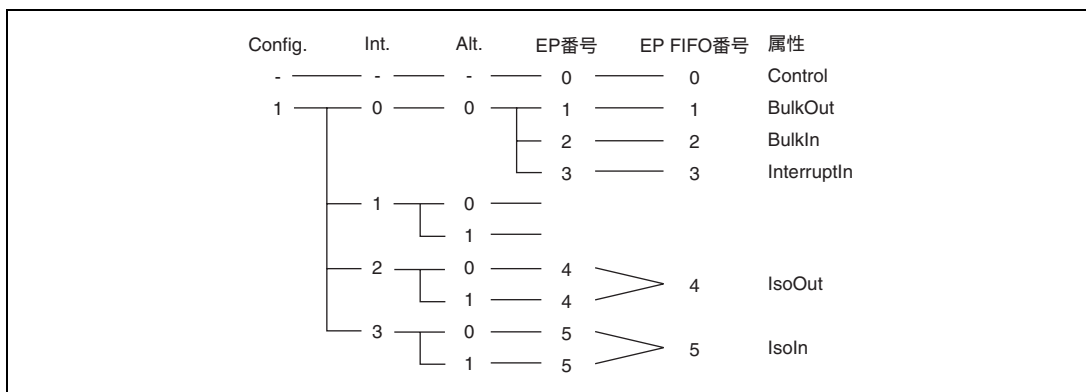 Config. Int. Alt. EP番号 EP FIFO番号 属性
- - - 0 0 Control
1 0 0 1 1 BulkOut
2 2 BulkIn
3 3 InterruptIn
1 0
1
2 0 4
4 IsoOut
1 4
3 0 5
5 IsoIn
1 5